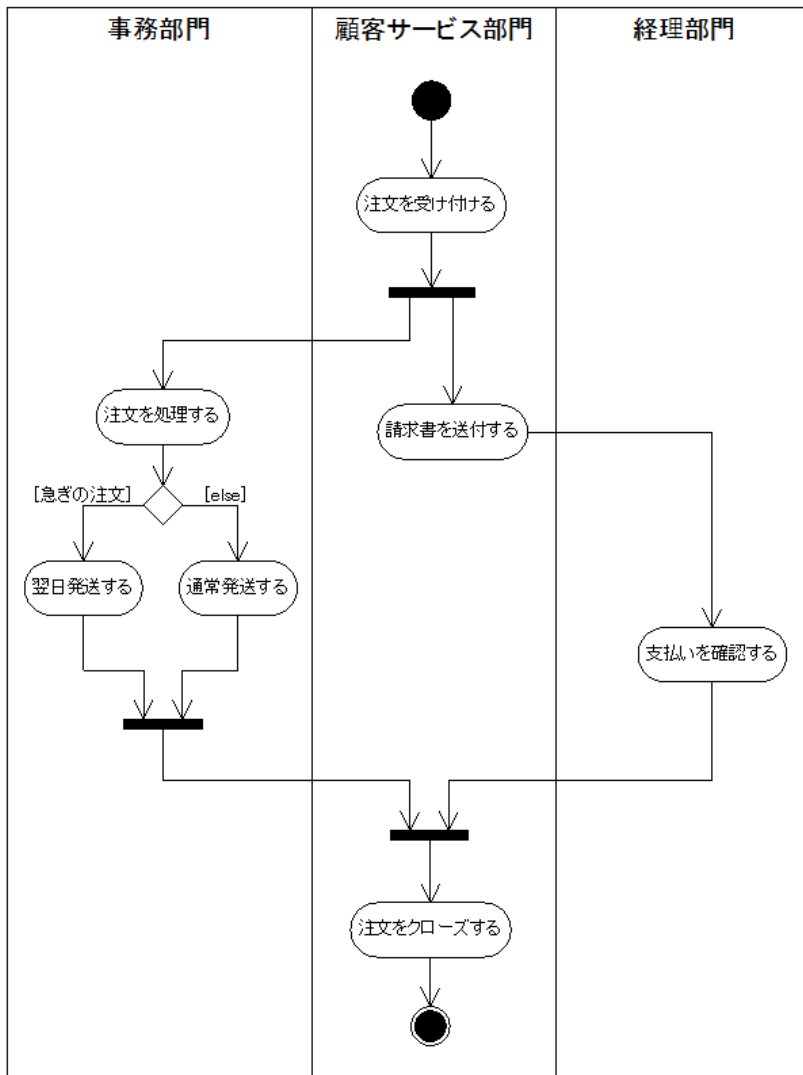 事務部門
顧客サービス部門
経理部門
注文を受け付ける
注文を処理する
請求書を送付する
[急ぎの注文]
[else]
翌日発送する
通常発送する
支払いを確認する
注文をクローズする